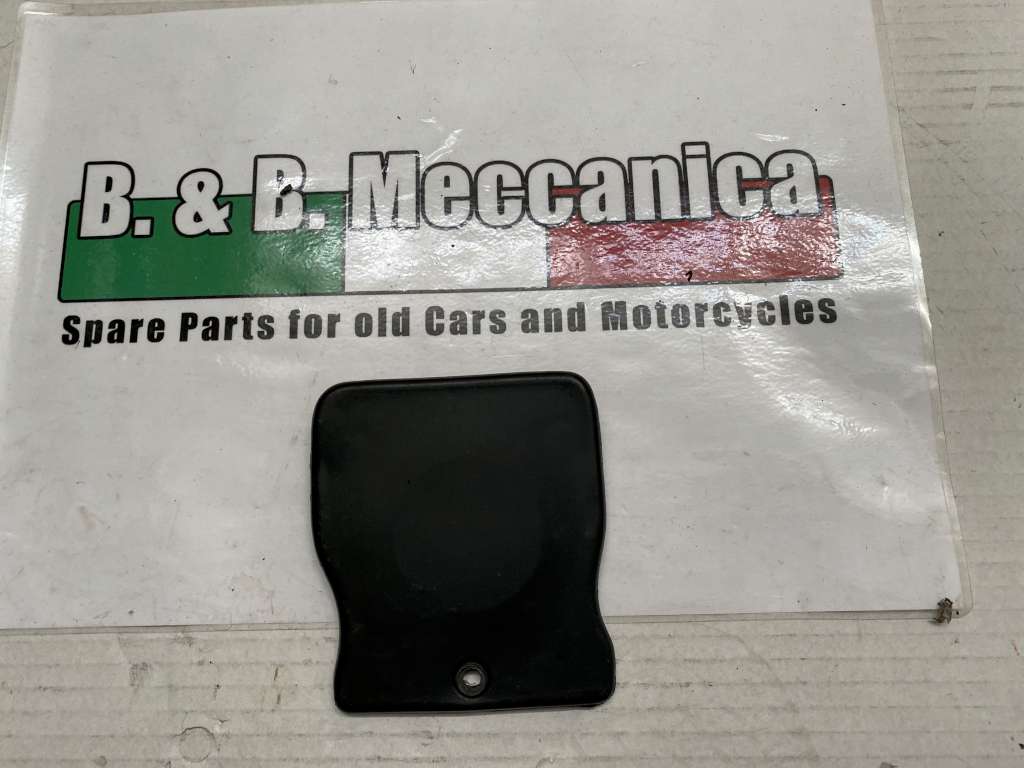 B. & B. Meccanica
Spare Parts for old Cars and Motorcycles